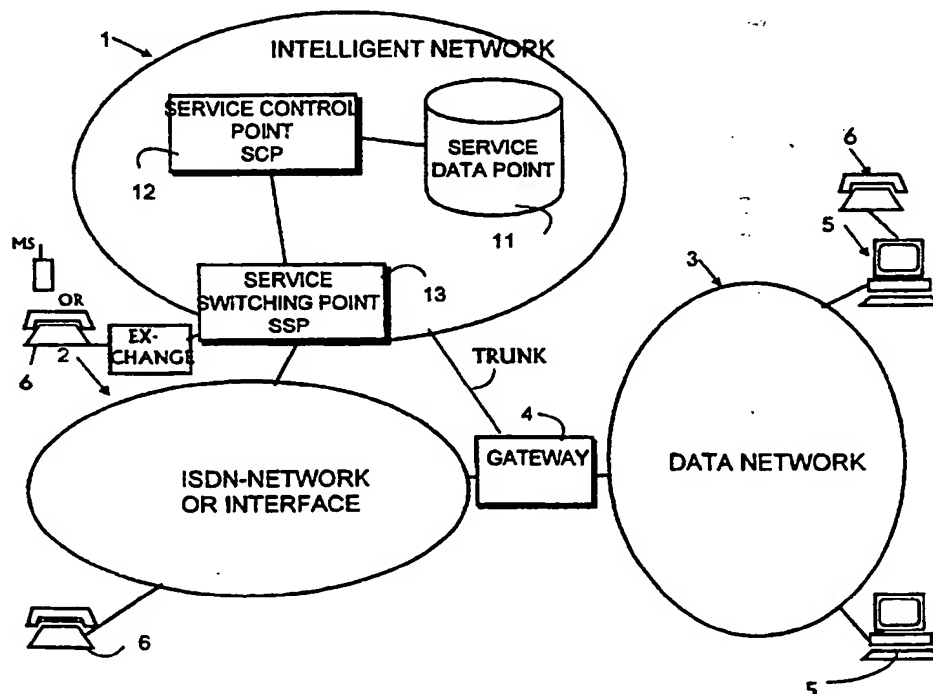 1
INTELLIGENT NETWORK
SERVICE CONTROL
POINT
SCP
12
SERVICE
DATA POINT
11
6
5
MS
OR
6
2
EX-
CHANGE
SERVICE
SWITCHING POINT
SSP
13
3
TRUNK
4
GATEWAY
ISDN-NETWORK
OR INTERFACE
DATA NETWORK
6
5